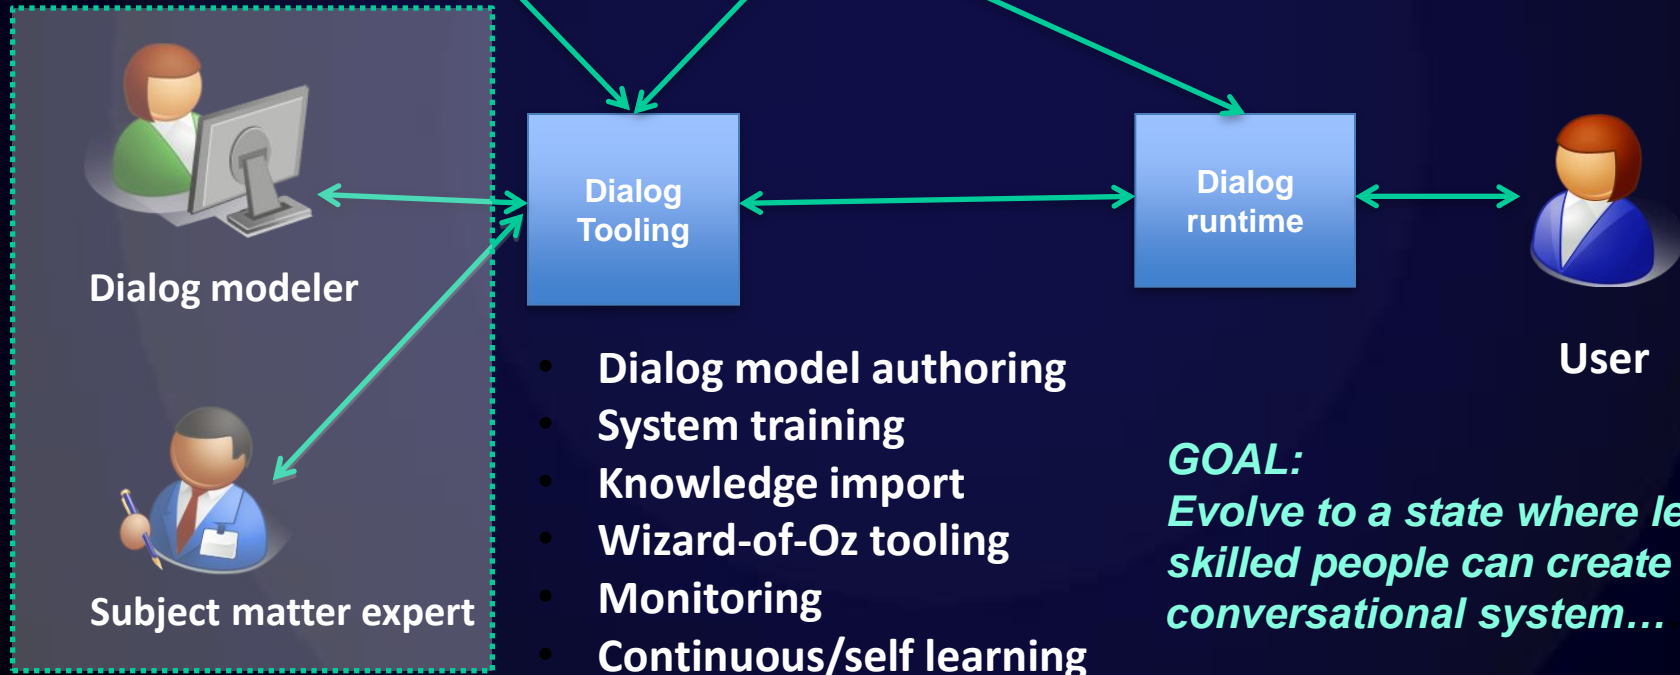 Dialog
Tooling
Dialog
runtime
Dialog modeler
User
Subject matter expert
• Dialog model authoring
• System training
• Knowledge import
• Wizard-of-Oz tooling
• Monitoring
• Continuous/self learning
GOAL:
Evolve to a state where
skilled people can create
conversational system…